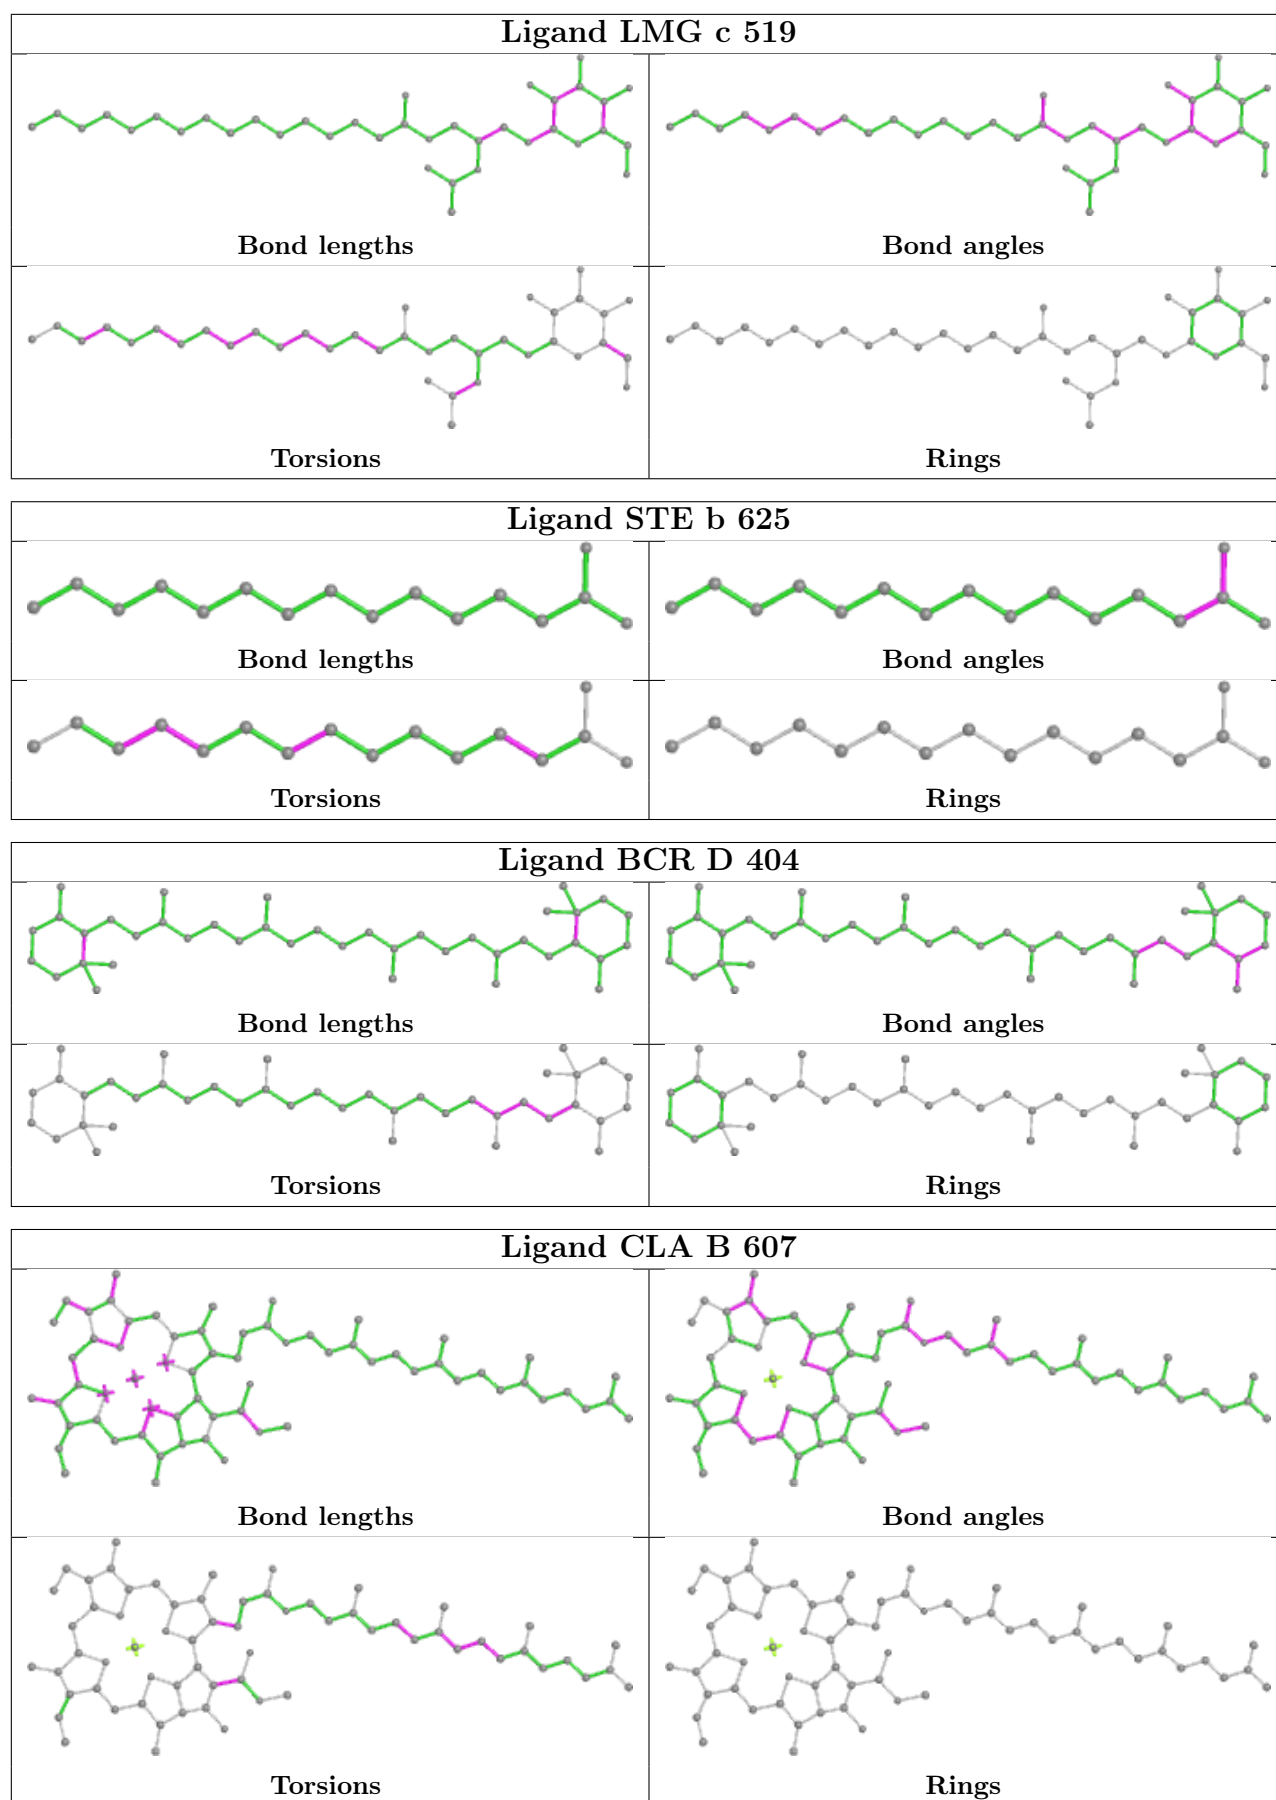 Ligand LMG c 519
Bond lengths
Bond angles
Torsions
Rings
Ligand STE b 625
Bond lengths
Bond angles
Torsions
Rings
Ligand BCR D 404
Bond lengths
Bond angles
Torsions
Rings
Ligand CLA B 607
Bond lengths
Bond angles
Torsions
Rings